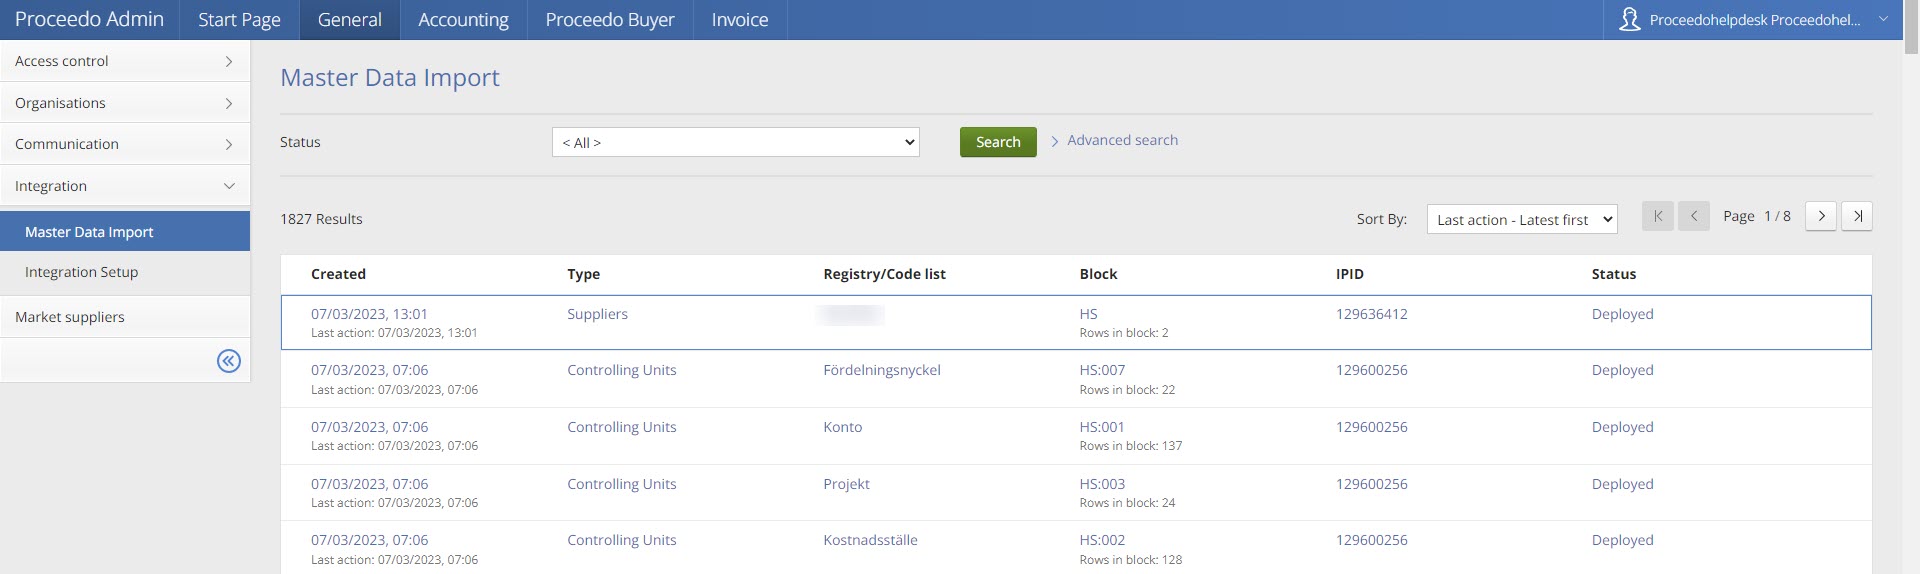 Proceedo Admin Start Page General Accounting Proceedo Buyer Invoice Proceedohelpdesk Proceedohel...
Access control
Organisations
Communication
Integration
Master Data Import
Integration Setup
Market suppliers
Master Data Import
Status < All > Search Advanced search
1827 Results Sort By: Last action - Latest first Page 1 / 8
Created Type Registry/Code list Block IPID Status
07/03/2023, 13:01 Suppliers HS 129636412 Deployed
Last action: 07/03/2023, 13:01 Rows in block: 2
07/03/2023, 07:06 Controlling Units Fördelningsnyckel HS:007 129600256 Deployed
Last action: 07/03/2023, 07:06 Rows in block: 22
07/03/2023, 07:06 Controlling Units Konto HS:001 129600256 Deployed
Last action: 07/03/2023, 07:06 Rows in block: 137
07/03/2023, 07:06 Controlling Units Projekt HS:003 129600256 Deployed
Last action: 07/03/2023, 07:06 Rows in block: 24
07/03/2023, 07:06 Controlling Units Kostnadsställe HS:002 129600256 Deployed
Last action: 07/03/2023, 07:06 Rows in block: 128